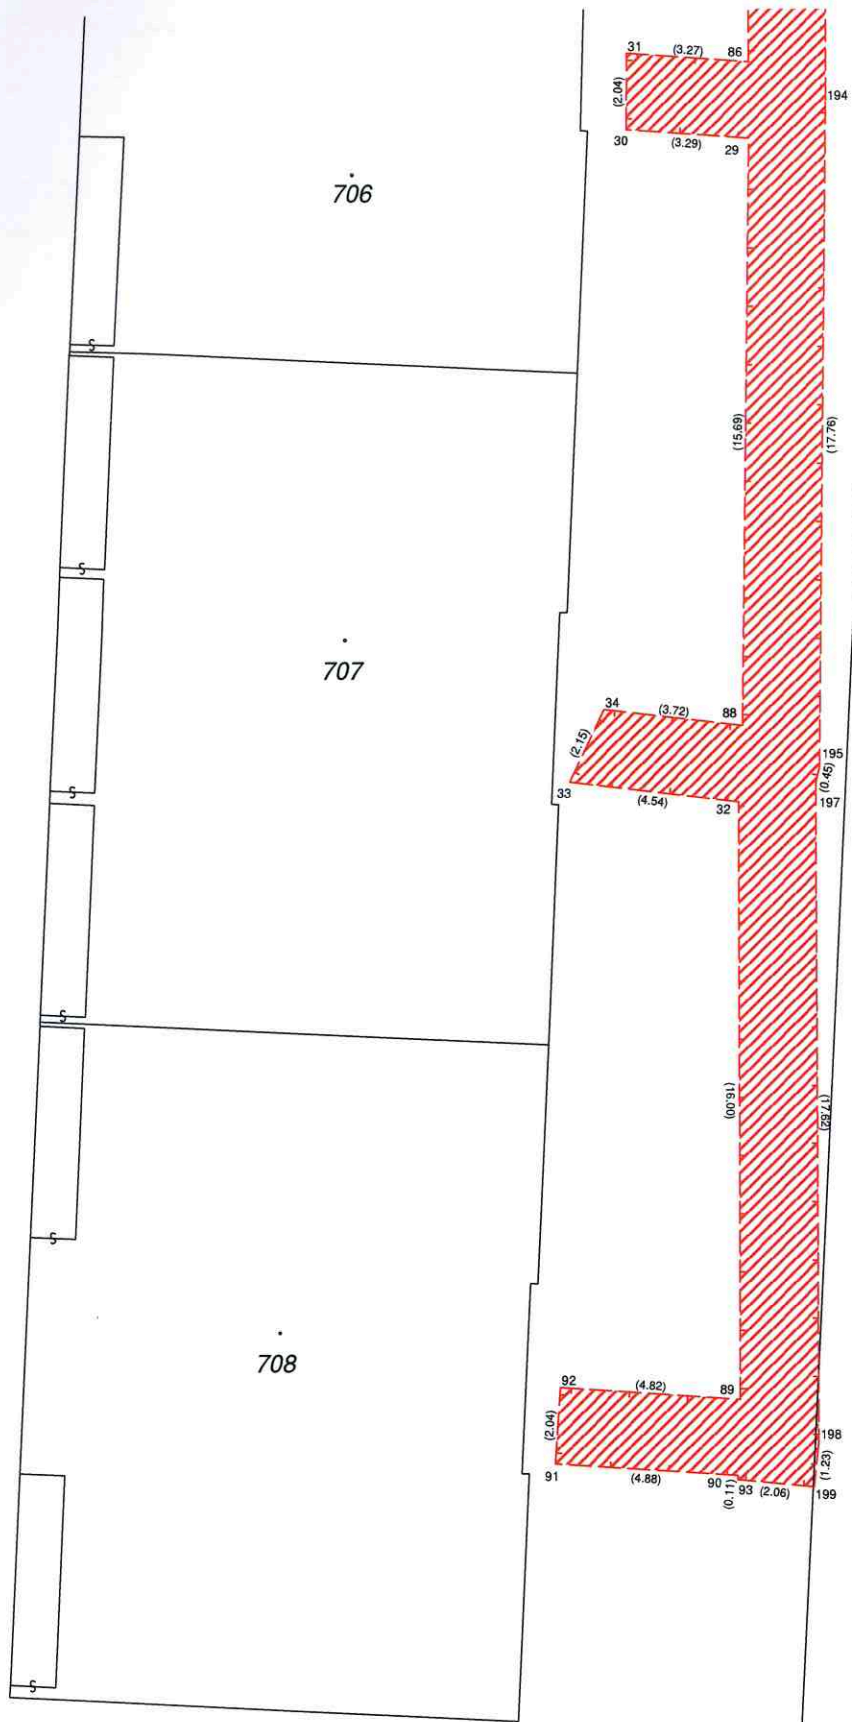 31 (3.27) 86
(2.04)
194
30 (3.29) 29
706
S
(15.69)
(17.76)
S
707
34 (3.72) 88
(2.15)
195
(0.45)
33 (4.54) 32
197
S
S
(16.00)
(17.62)
S
708
92 (4.82) 89
(2.04)
198
(1.23)
91 (4.88) 90
(0.11)
93 (2.06) 199
S